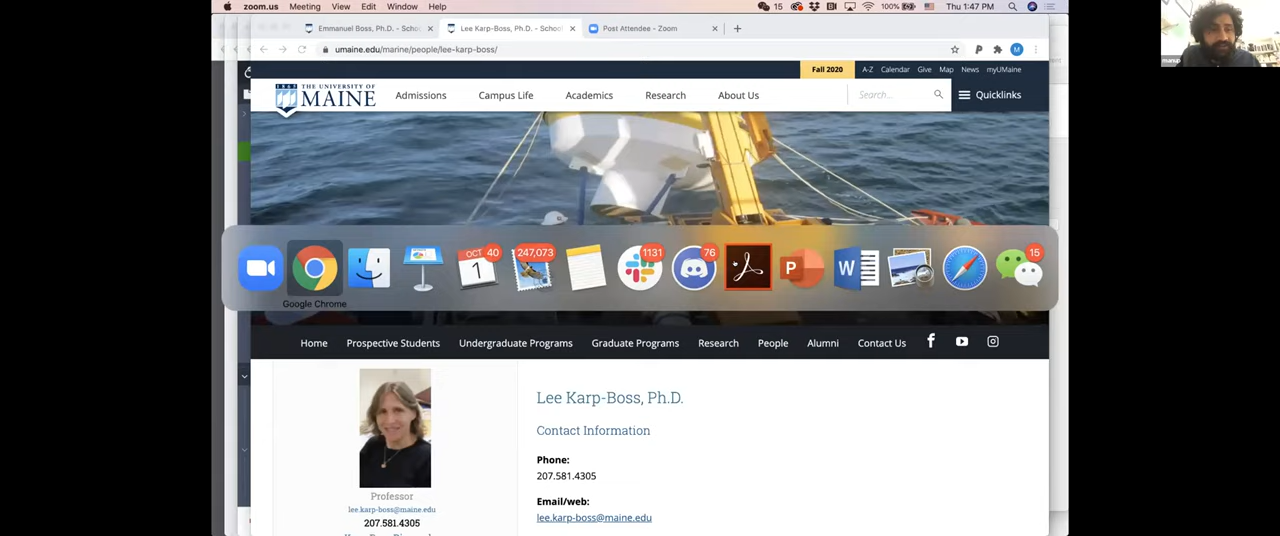 zoom.us Meeting View Edit Window Help 15 100% Thu 1:47 PM
Emmanuel Boss, Ph.D. - Schoo Lee Karp-Boss, Ph.D. - School Post Attendee - Zoom
umaine.edu/marine/people/lee-karp-boss/
Fall 2020 A-Z Calendar Give Map News myUMaine
THE UNIVERSITY OF
MAINE
1865
Admissions Campus Life Academics Research About Us Search... Quicklinks
OCT 40 247,073 1131 76 15
1 P W
Google Chrome
Home Prospective Students Undergraduate Programs Graduate Programs Research People Alumni Contact Us
Lee Karp-Boss, Ph.D.
Contact Information
Phone:
207.581.4305
Email/web:
lee.karp-boss@maine.edu
Professor
lee.karp-boss@maine.edu
207.581.4305